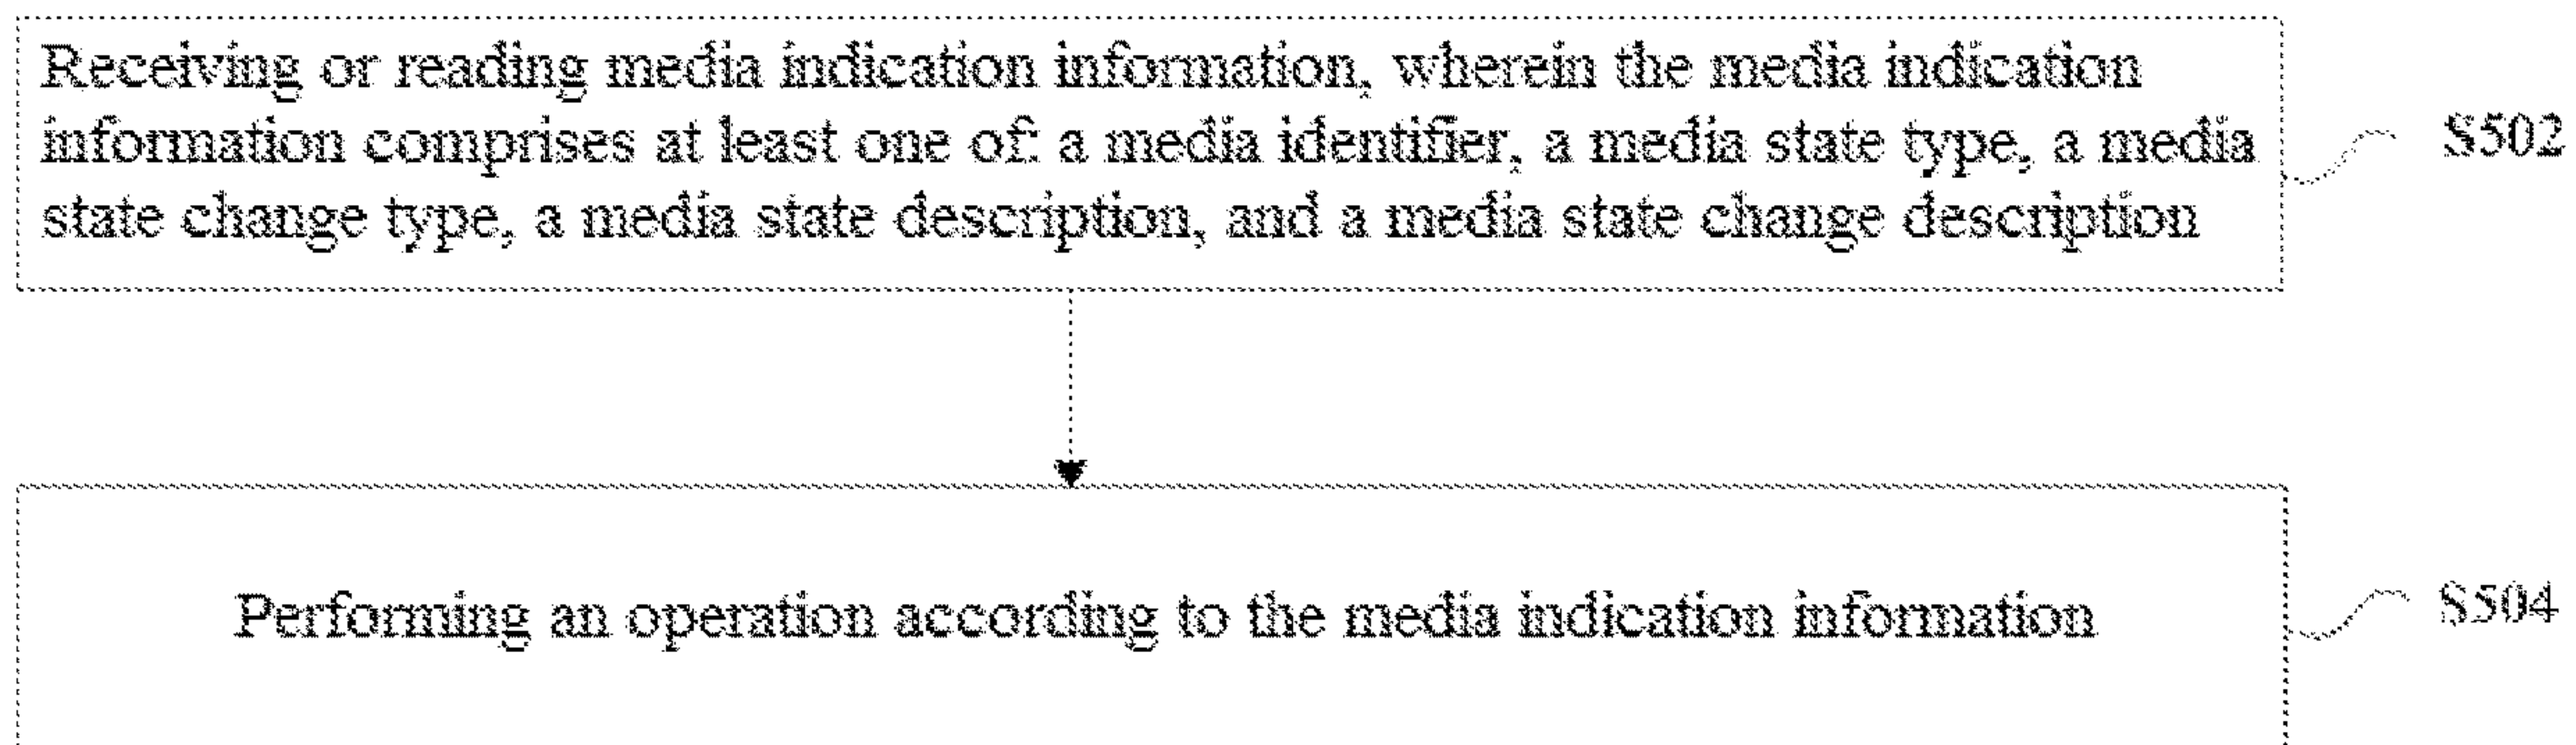 Receiving or reading media indication information, wherein the media indication
information comprises at least one of: a media identifier, a media state type, a media
state change type, a media state description, and a media state change description
S502
Performing an operation according to the media indication information
S504